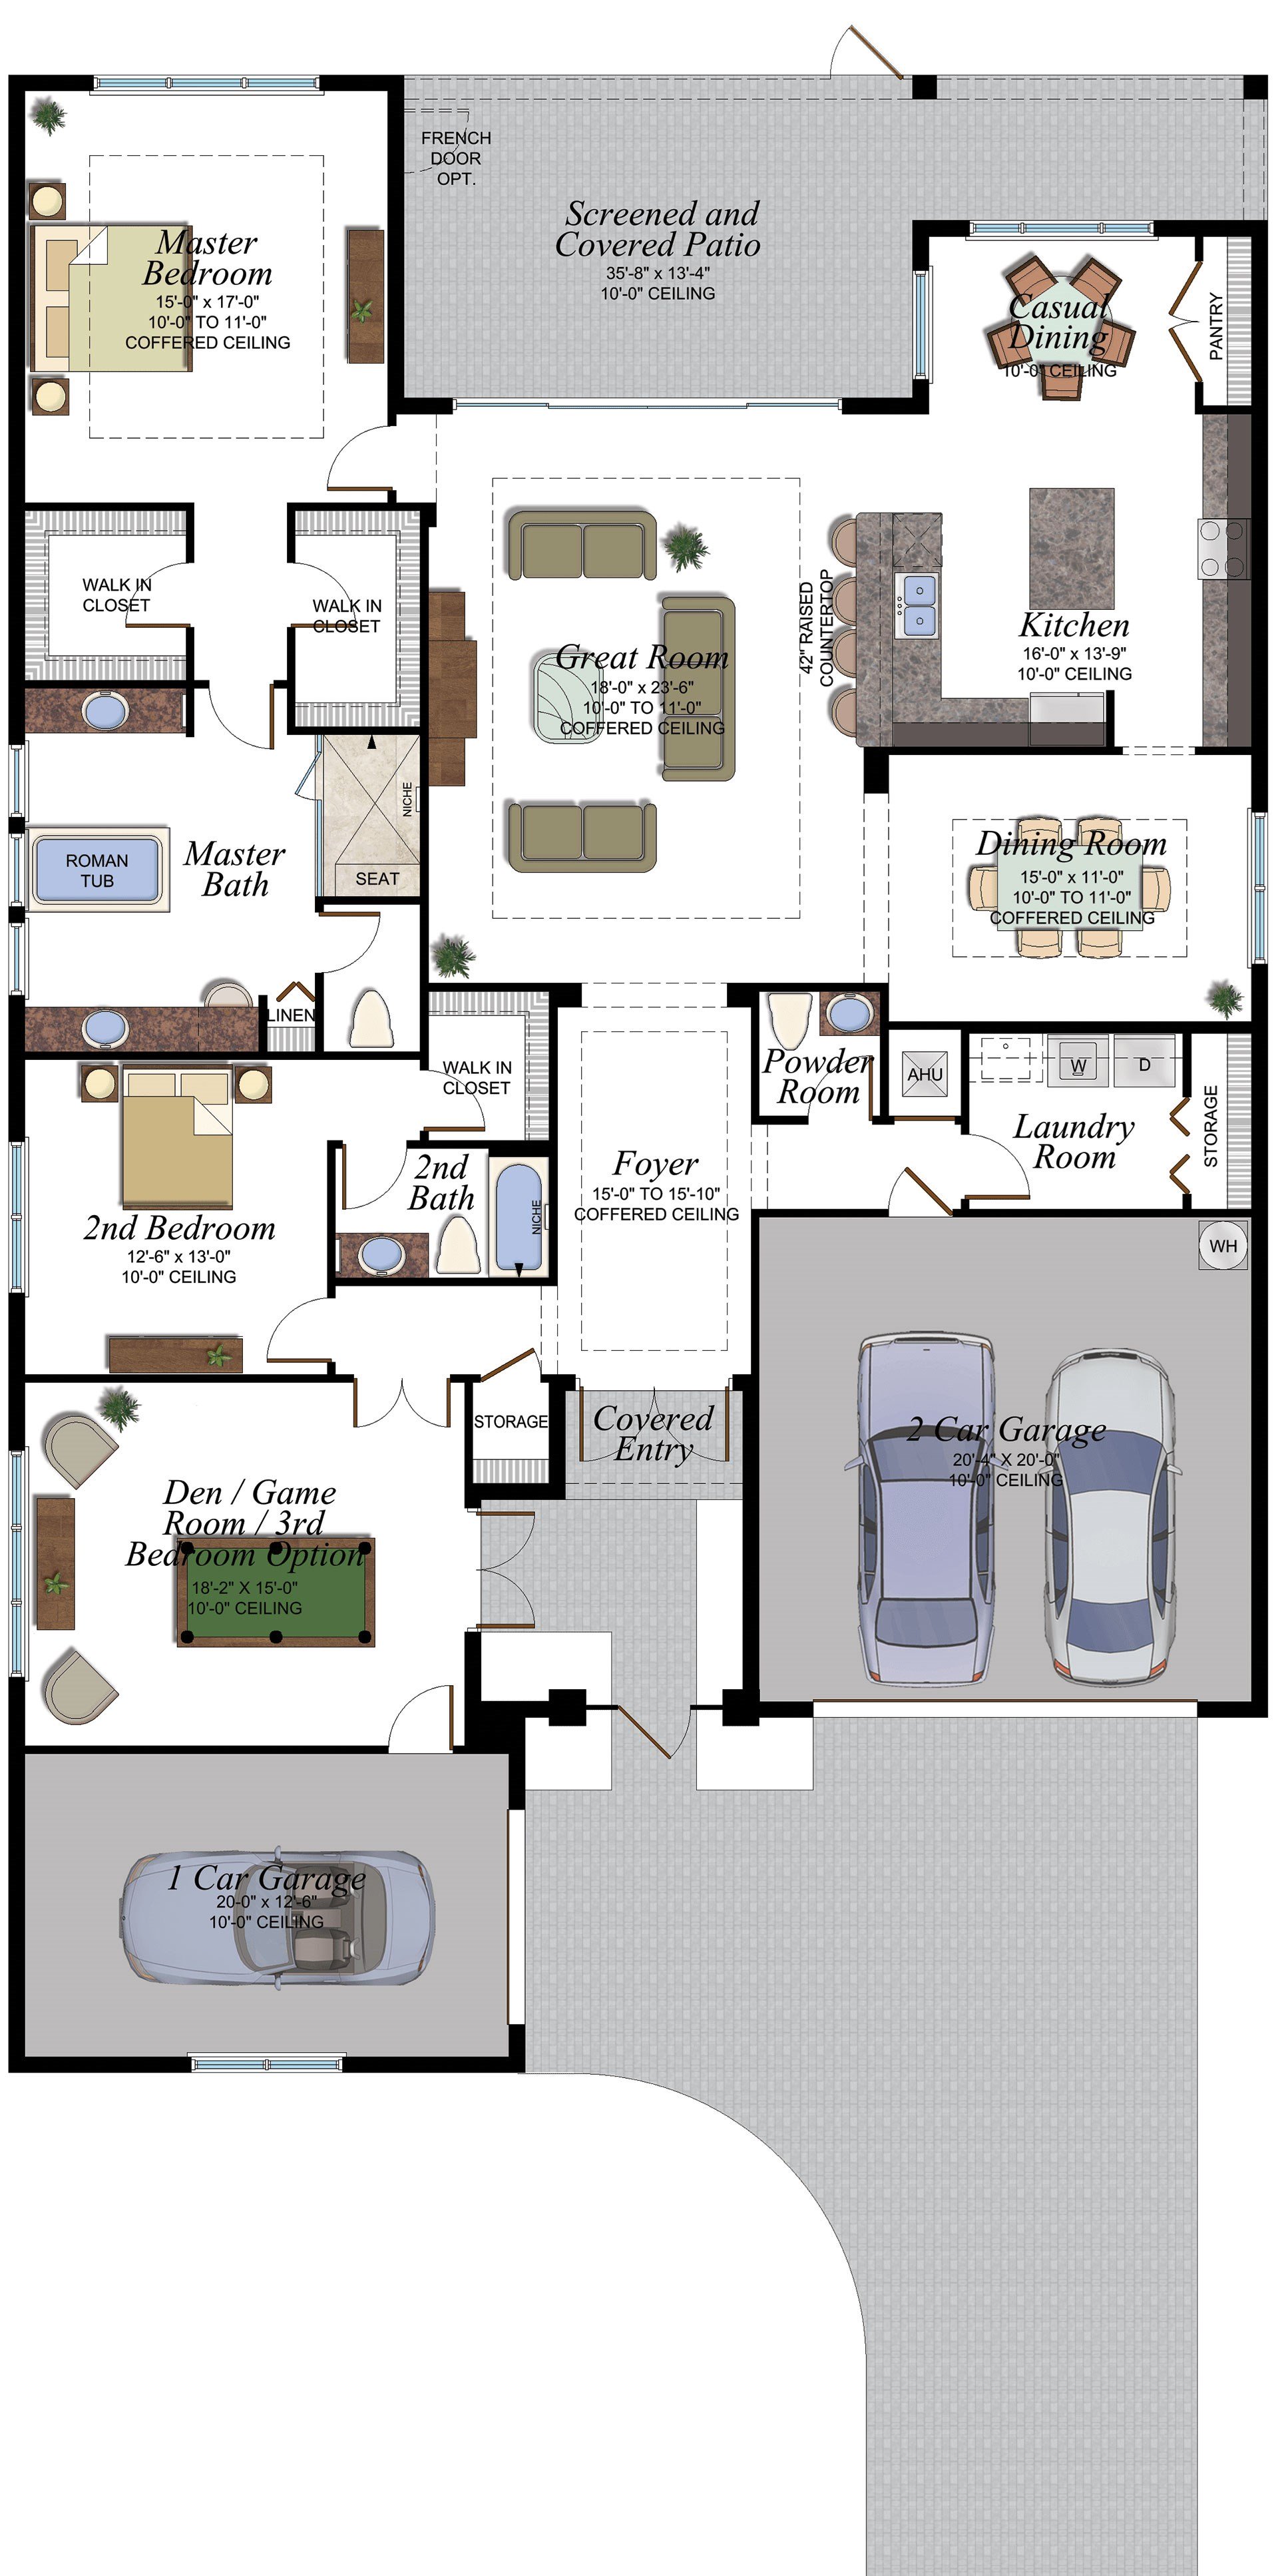 FRENCH
DOOR
OPT.
Screened and
Covered Patio
35'-8" x 13'-4"
10'-0" CEILING
Master
Bedroom
15'-0" x 17'-0"
10'-0" TO 11'-0"
COFFERED CEILING
Casual
Dining
10'-0" CEILING
PANTRY
WALK IN
CLOSET
WALK IN
CLOSET
42" RAISED
COUNTERTOP
Kitchen
16'-0" x 13'-9"
10'-0" CEILING
Great Room
18'-0" x 23'-6"
10'-0" TO 11'-0"
COFFERED CEILING
NICHE
SEAT
ROMAN
TUB
Master
Bath
Dining Room
15'-0" x 11'-0"
10'-0" TO 11'-0"
COFFERED CEILING
LINEN
WALK IN
CLOSET
Powder
Room
AHU
W
D
STORAGE
Laundry
Room
Foyer
15'-0" TO 15'-10"
COFFERED CEILING
2nd
Bath
NICHE
2nd Bedroom
12'-6" x 13'-0"
10'-0" CEILING
WH
STORAGE
Covered
Entry
2 Car Garage
20'-4" X 20'-0"
10'-0" CEILING
Den / Game
Room / 3rd
Bedroom Option
18'-2" X 15'-0"
10'-0" CEILING
1 Car Garage
20-0" x 12'-6"
10'-0" CEILING